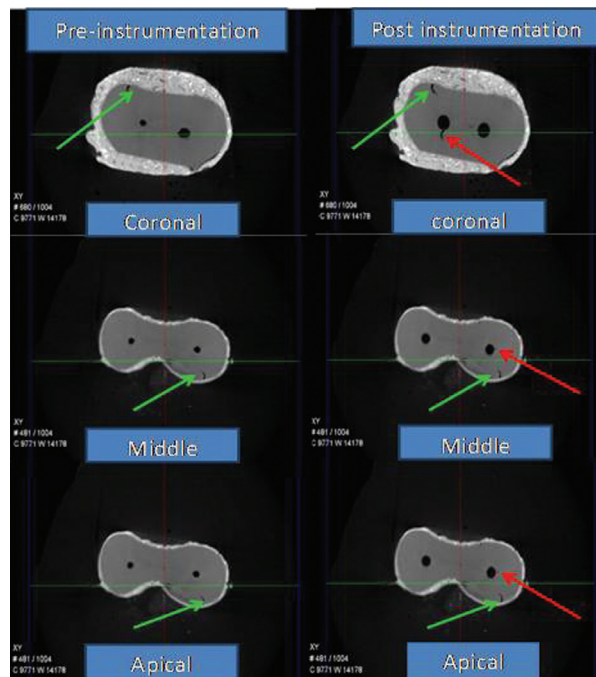 Pre-instrumentation
Post instrumentation
XY
# 680 / 1004
C 9771 W 14178
XY
# 680 / 1004
C 9771 W 14178
Coronal
coronal
XY
# 481 / 1004
C 9771 W 14178
XY
# 481 / 1004
C 9771 W 14178
Middle
Middle
XY
# 481 / 1004
C 9771 W 14178
XY
# 481 / 1004
C 9771 W 14178
Apical
Apical